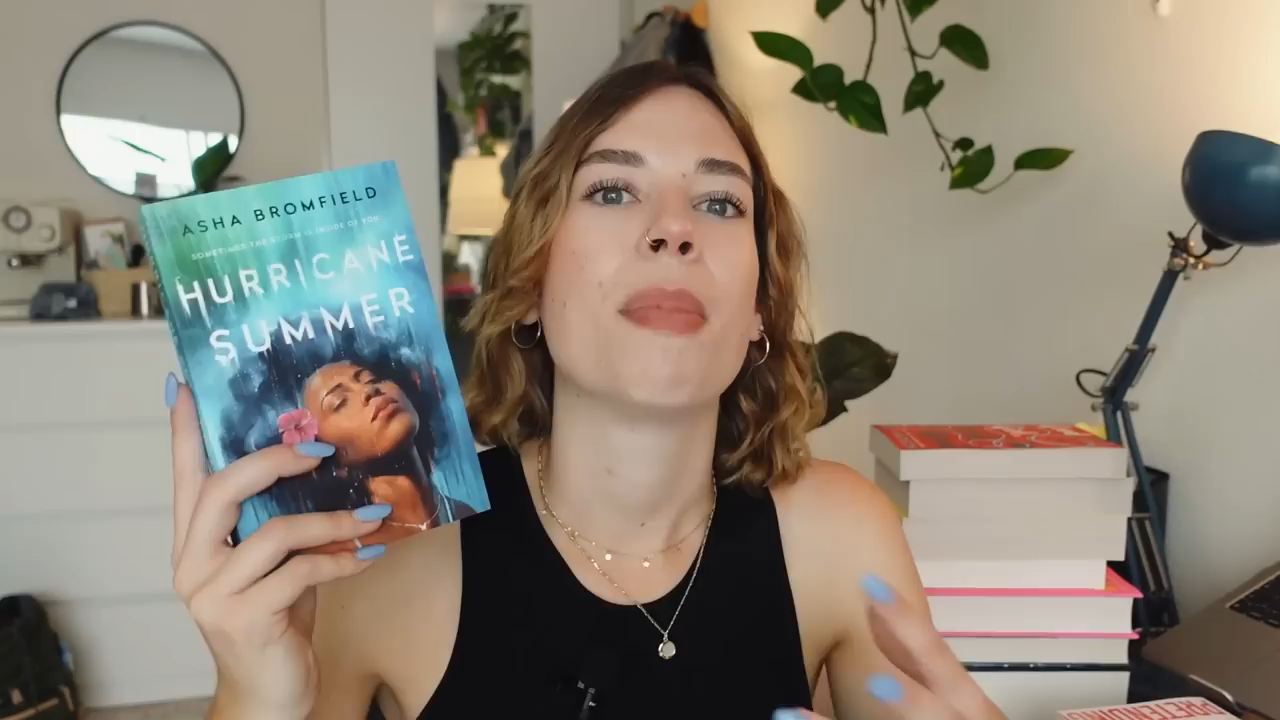 ASHA BROMFIELD
SOMETIMES THE STORM IS INSIDE OF YOU
HURRICANE
SUMMER